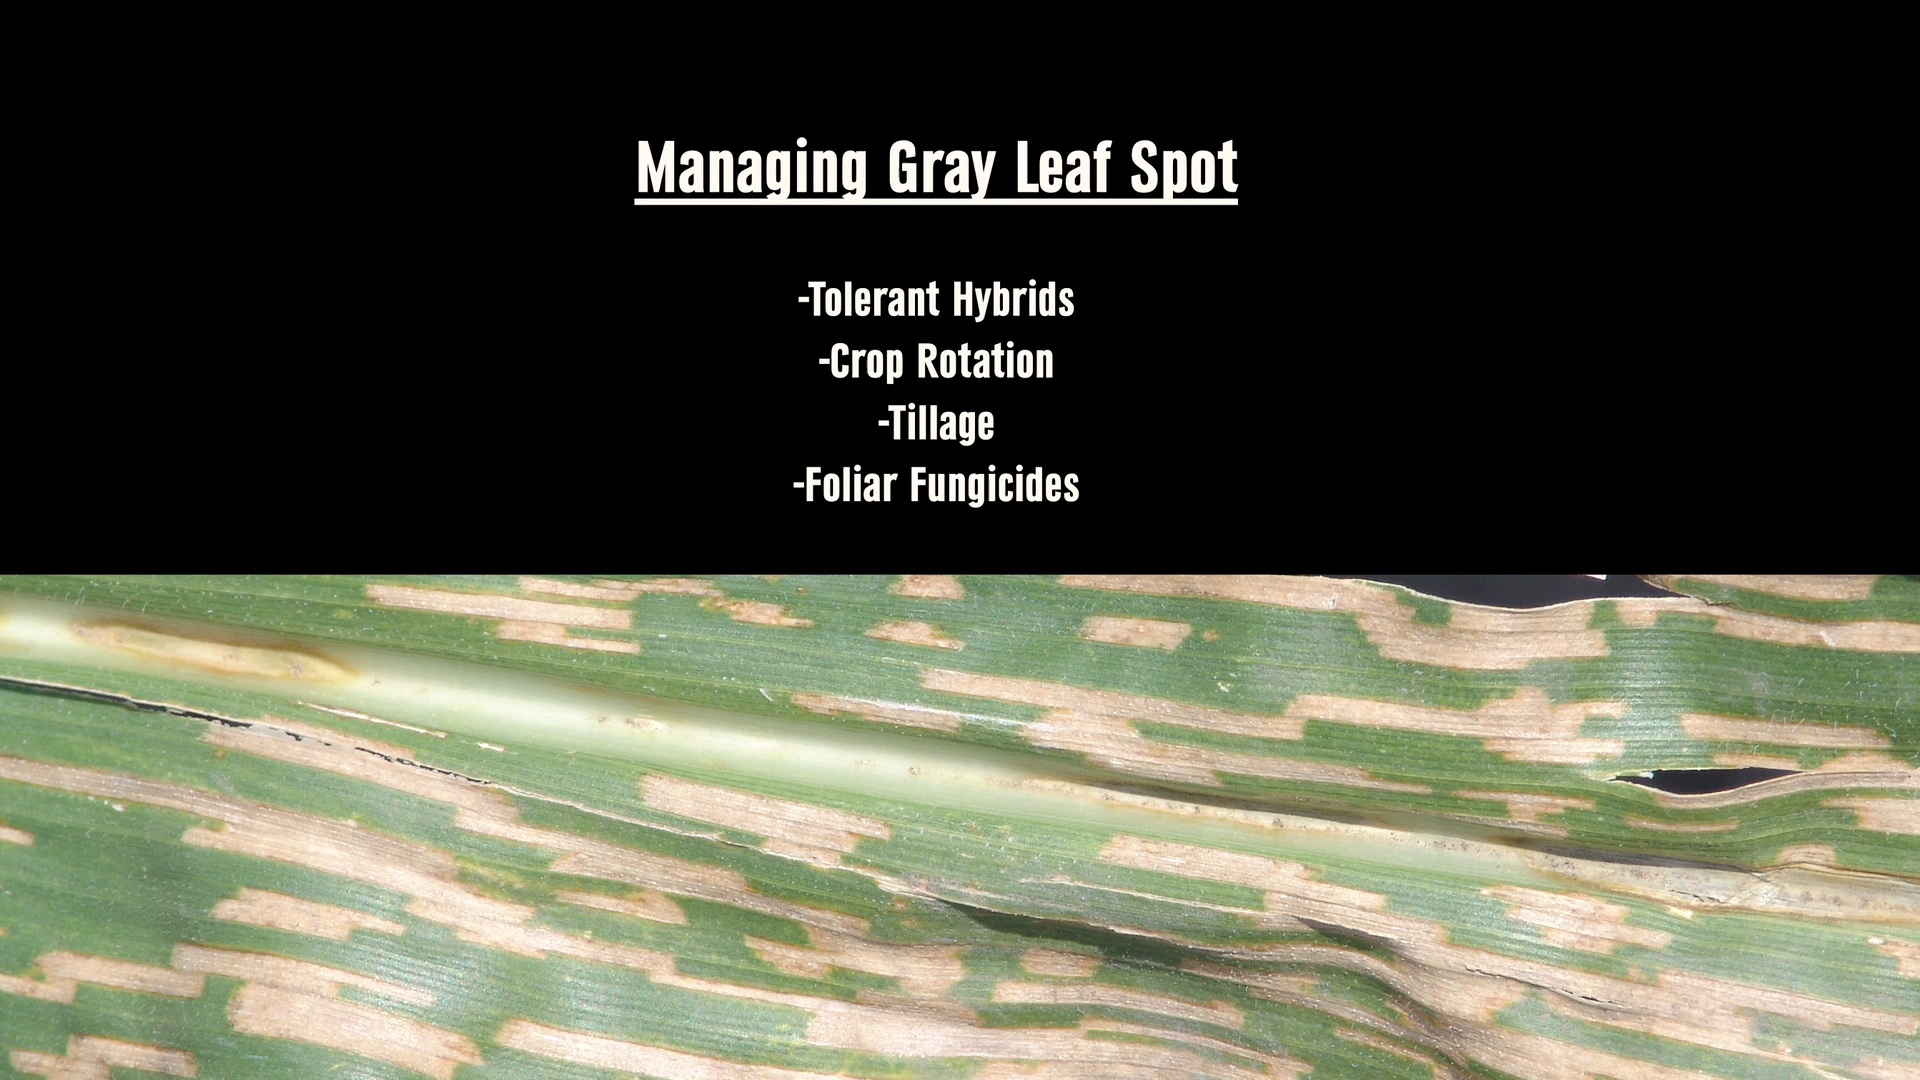 Managing Gray Leaf Spot
-Tolerant Hybrids
-Crop Rotation
-Tillage
-Foliar Fungicides